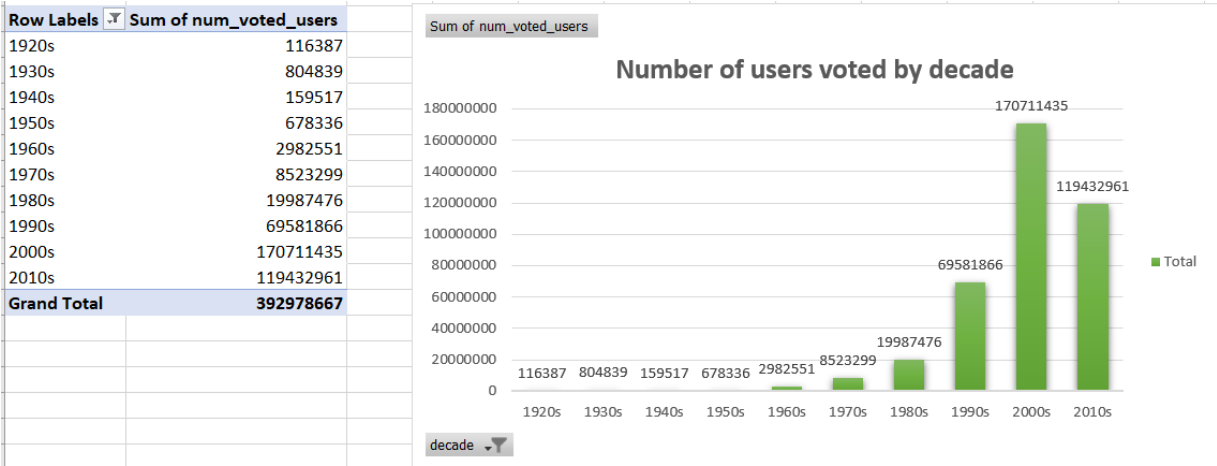 Row Labels Sum of num_voted_users
1920s 116387
1930s 804839
1940s 159517
1950s 678336
1960s 2982551
1970s 8523299
1980s 19987476
1990s 69581866
2000s 170711435
2010s 119432961
Grand Total 392978667
Sum of num_voted_users
Number of users voted by decade
180000000
160000000
140000000
120000000
100000000
80000000
60000000
40000000
20000000
0
116387 804839 159517 678336 2982551 8523299 19987476 69581866 170711435 119432961
1920s 1930s 1940s 1950s 1960s 1970s 1980s 1990s 2000s 2010s
Total
decade